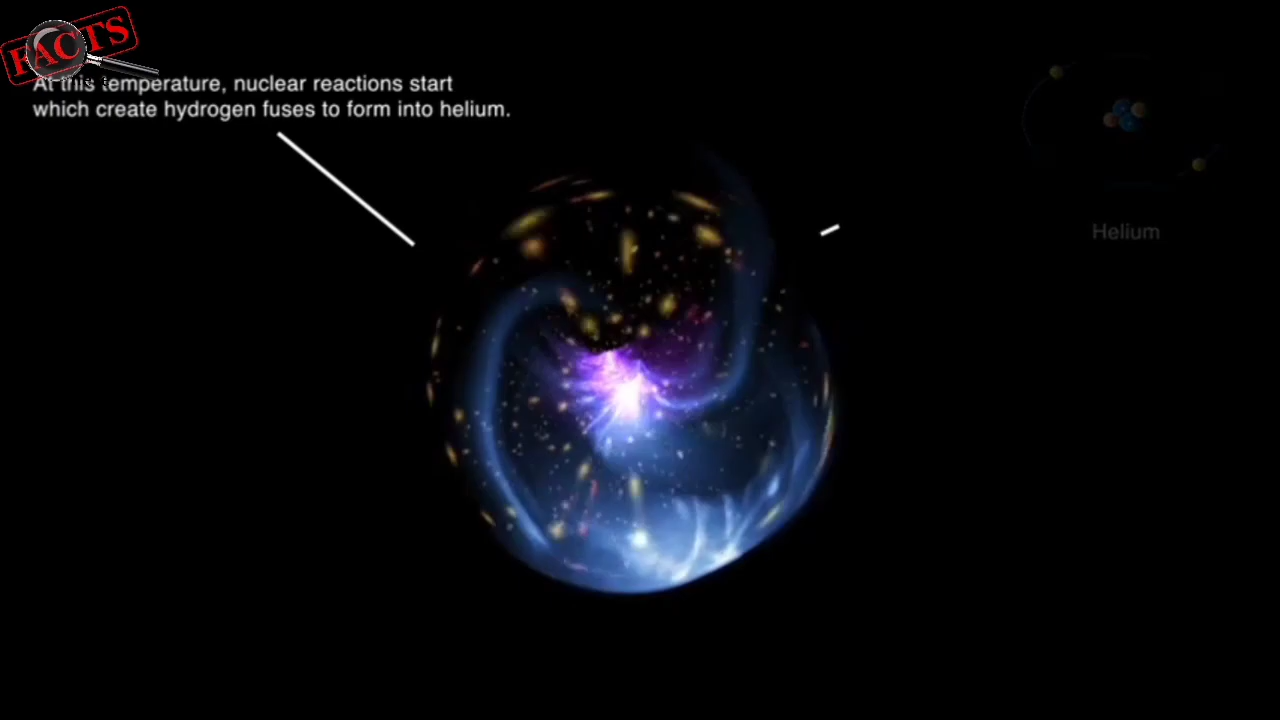 FACTS
At this temperature, nuclear reactions start
which create hydrogen fuses to form into helium.
Helium